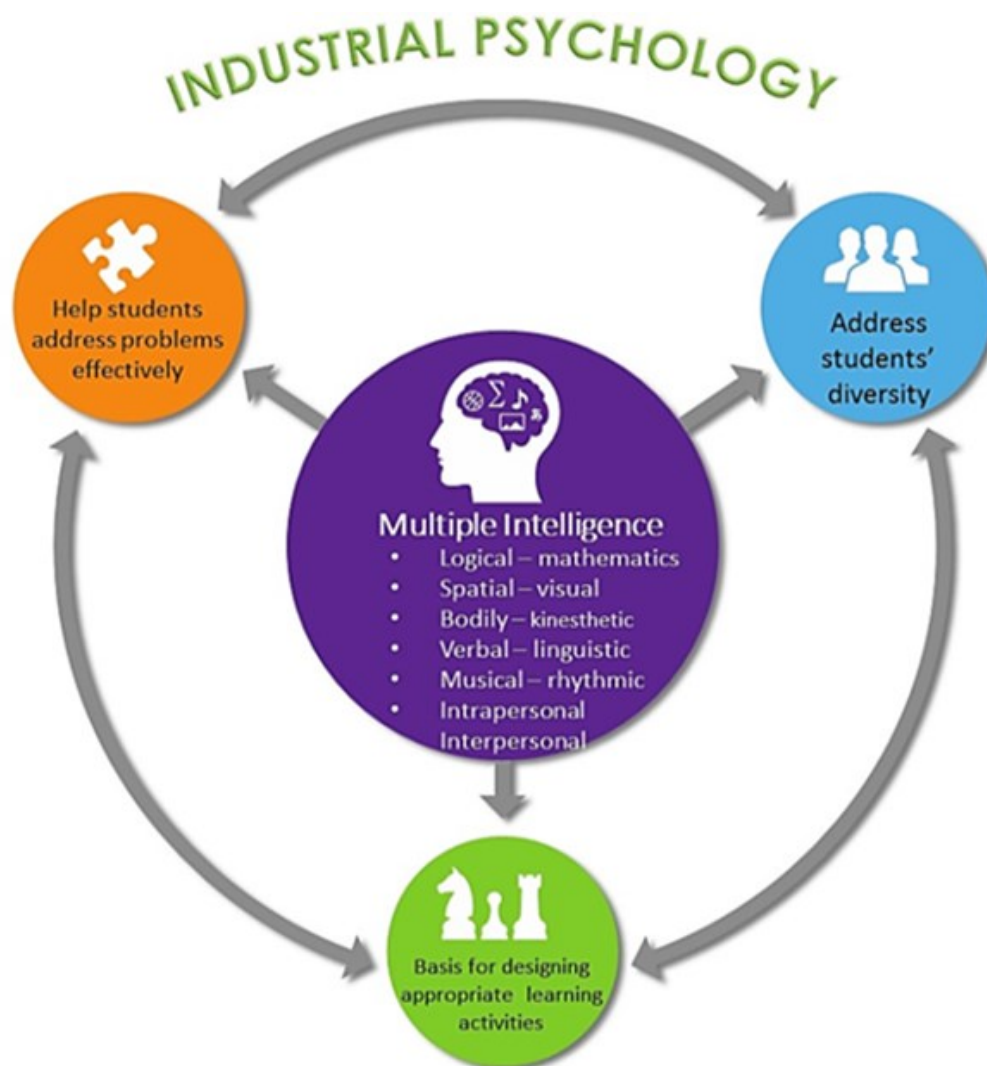 INDUSTRIAL PSYCHOLOGY
Help students
address problems
effectively
Address
students'
diversity
Multiple Intelligence
• Logical – mathematics
• Spatial – visual
• Bodily – kinesthetic
• Verbal – linguistic
• Musical – rhythmic
• Intrapersonal
Interpersonal
Basis for designing
appropriate learning
activities